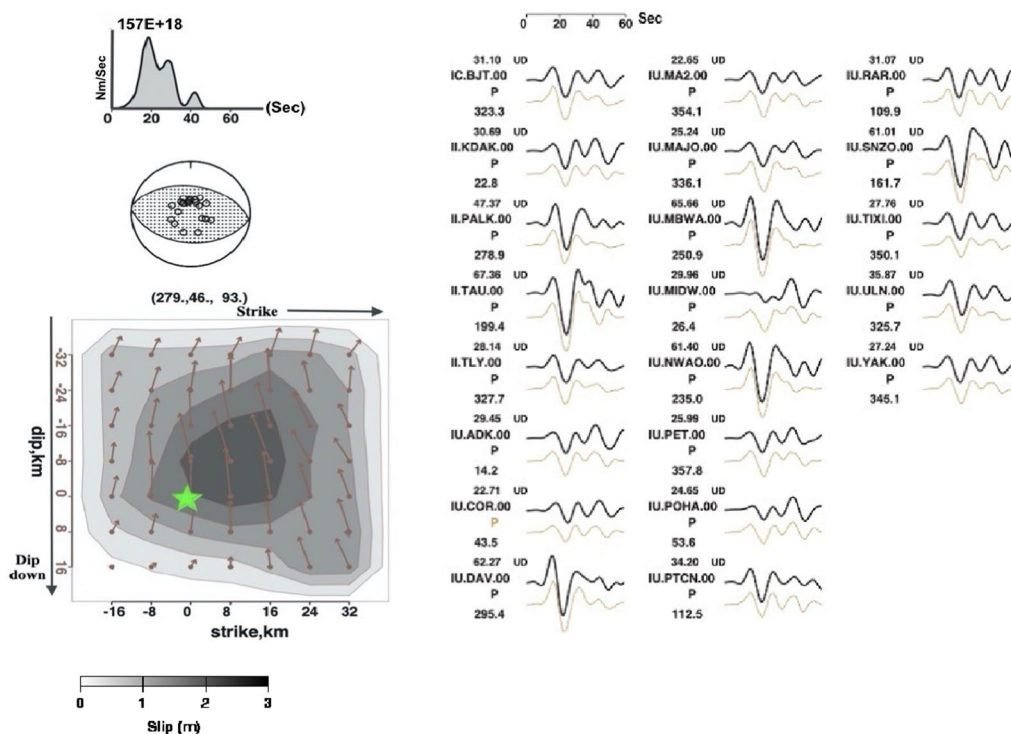 157E+18
Nm/Sec
0 20 40 60 (Sec)
(279.,46., 93.)
Strike
dip,km
-32
-24
-16
-8
0
8
16
Dip
down
-16 -8 0 8 16 24 32
strike,km
0 1 2 3
Slip (m)
0 20 40 60 Sec
31.10 UD
IC.BJT.00
P
323.3
30.69 UD
II.KDAK.00
P
22.8
47.37 UD
II.PALK.00
P
278.9
67.36 UD
II.TAU.00
P
199.4
28.14 UD
II.TLY.00
P
327.7
29.45 UD
IU.ADK.00
P
14.2
22.71 UD
IU.COR.00
P
43.5
62.27 UD
IU.DAV.00
P
295.4
22.65 UD
IU.MA2.00
P
354.1
25.24 UD
IU.MAJO.00
P
336.1
65.66 UD
IU.MBWA.00
P
250.9
29.96 UD
IU.MIDW.00
P
26.4
61.40 UD
IU.NWAO.00
P
235.0
25.99 UD
IU.PET.00
P
357.8
24.65 UD
IU.POHA.00
P
53.6
34.20 UD
IU.PTCN.00
P
112.5
31.07 UD
IU.RAR.00
P
109.9
61.01 UD
IU.SNZO.00
P
161.7
27.76 UD
IU.TIXI.00
P
350.1
35.87 UD
IU.ULN.00
P
325.7
27.24 UD
IU.YAK.00
P
345.1